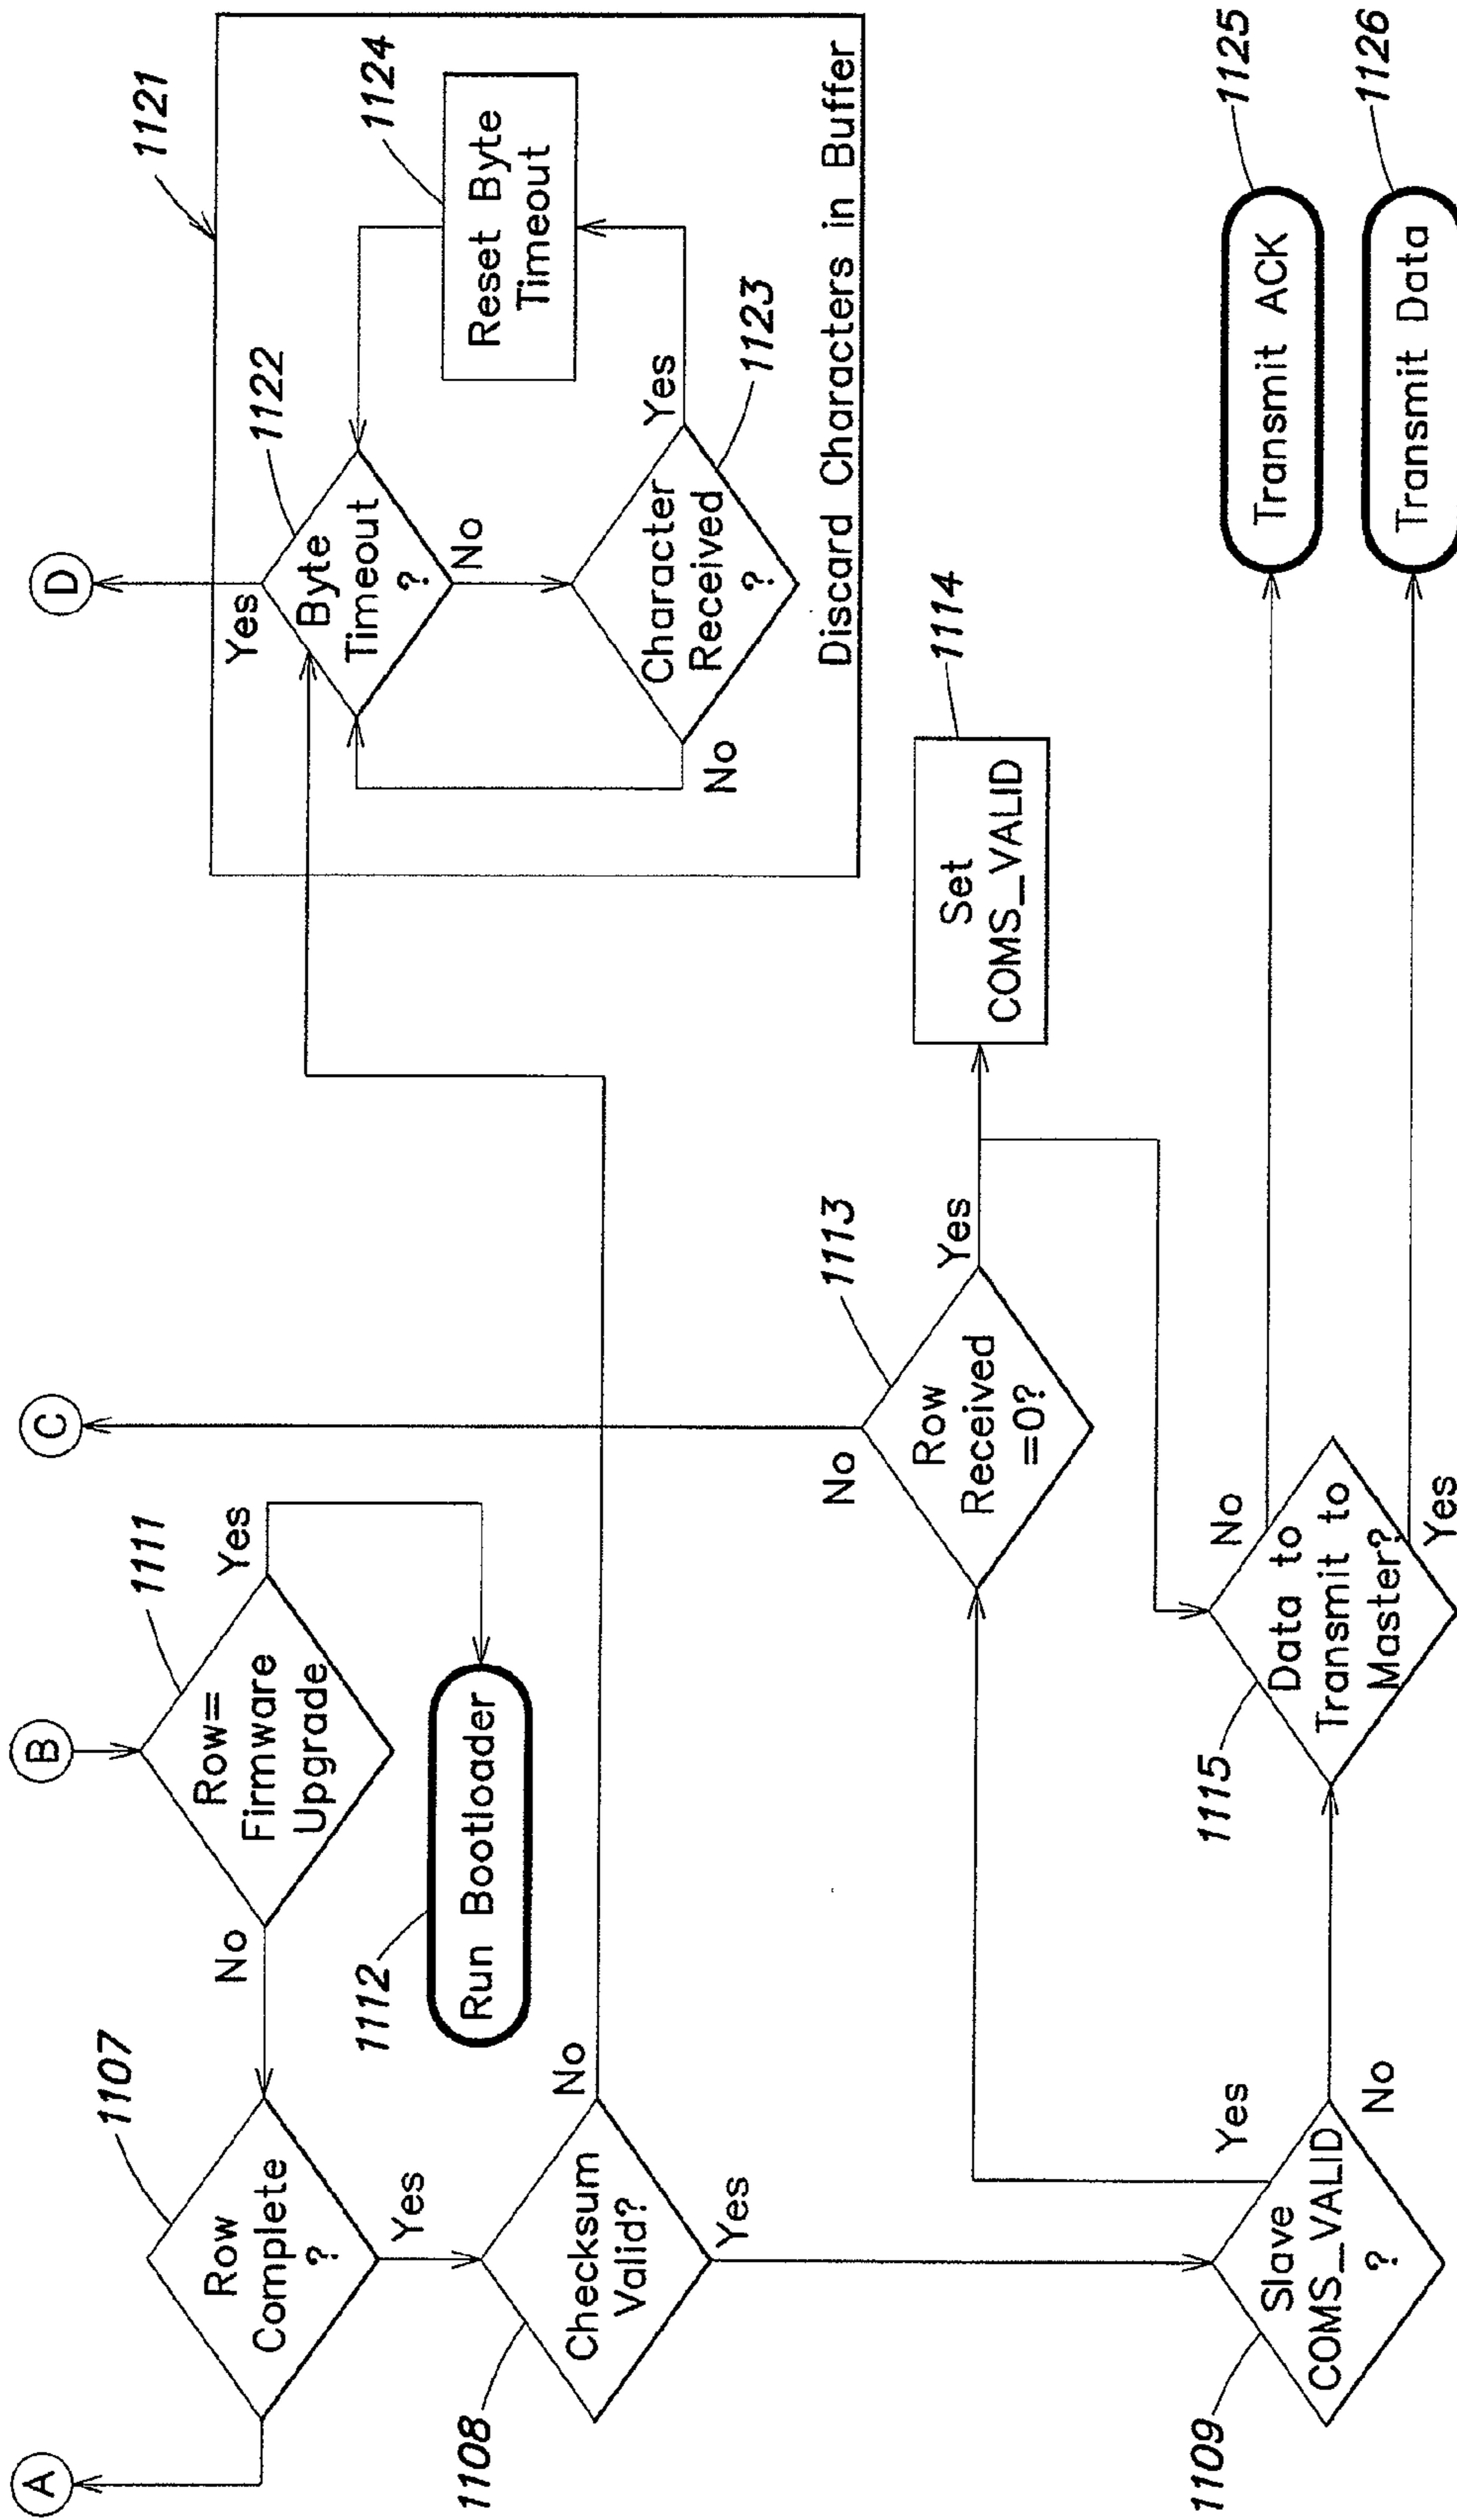 A
B
C
D
1107
Row
Complete
?
Yes
No
1111
Row=
Firmware
Upgrade
Yes
1112
Run Bootloader
1108
Checksum
Valid?
No
Yes
1121
1122
Yes
Byte
Timeout
?
No
1124
Reset Byte
Timeout
Character
Received
?
Yes
1123
No
Discard Characters in Buffer
1113
No
Row
Received
=0?
Yes
1114
Set
COMS_VALID
1109
Slave
COMS_VALID
?
Yes
No
1115
Data to
Transmit to
Master?
No
Yes
Transmit ACK
1125
Transmit Data
1126